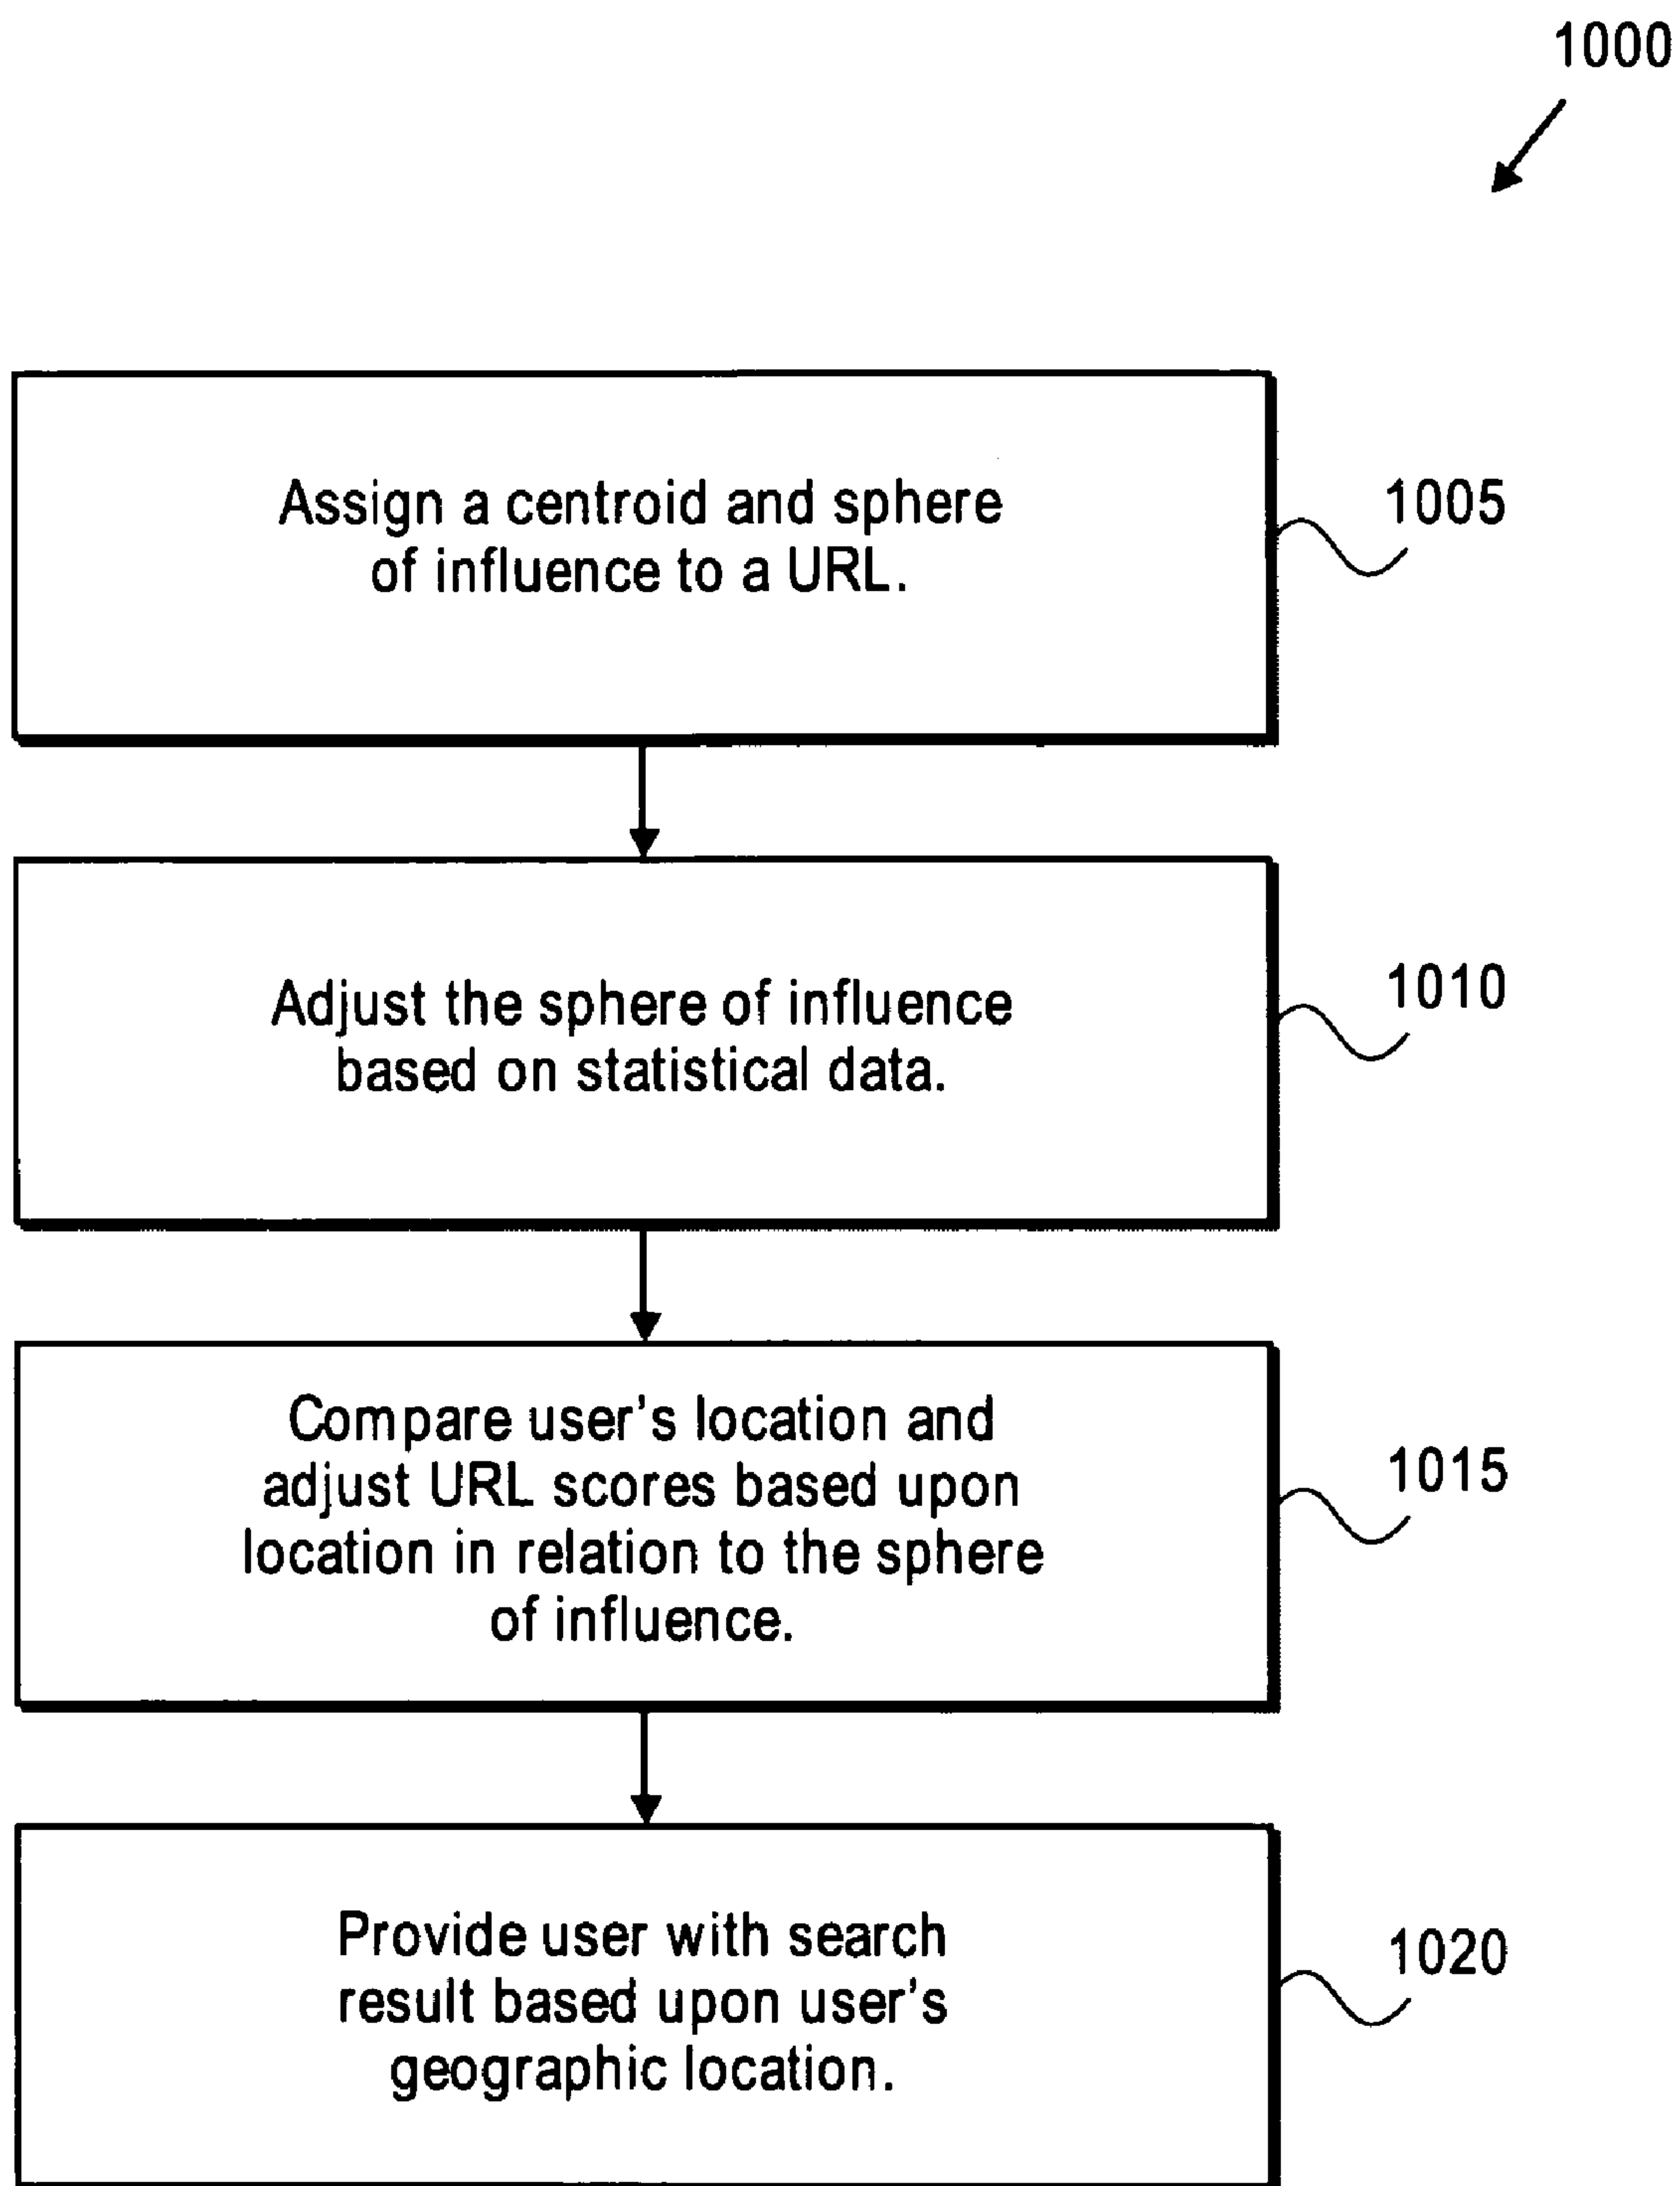 1000
Assign a centroid and sphere
of influence to a URL.
1005
Adjust the sphere of influence
based on statistical data.
1010
Compare user's location and
adjust URL scores based upon
location in relation to the sphere
of influence.
1015
Provide user with search
result based upon user's
geographic location.
1020